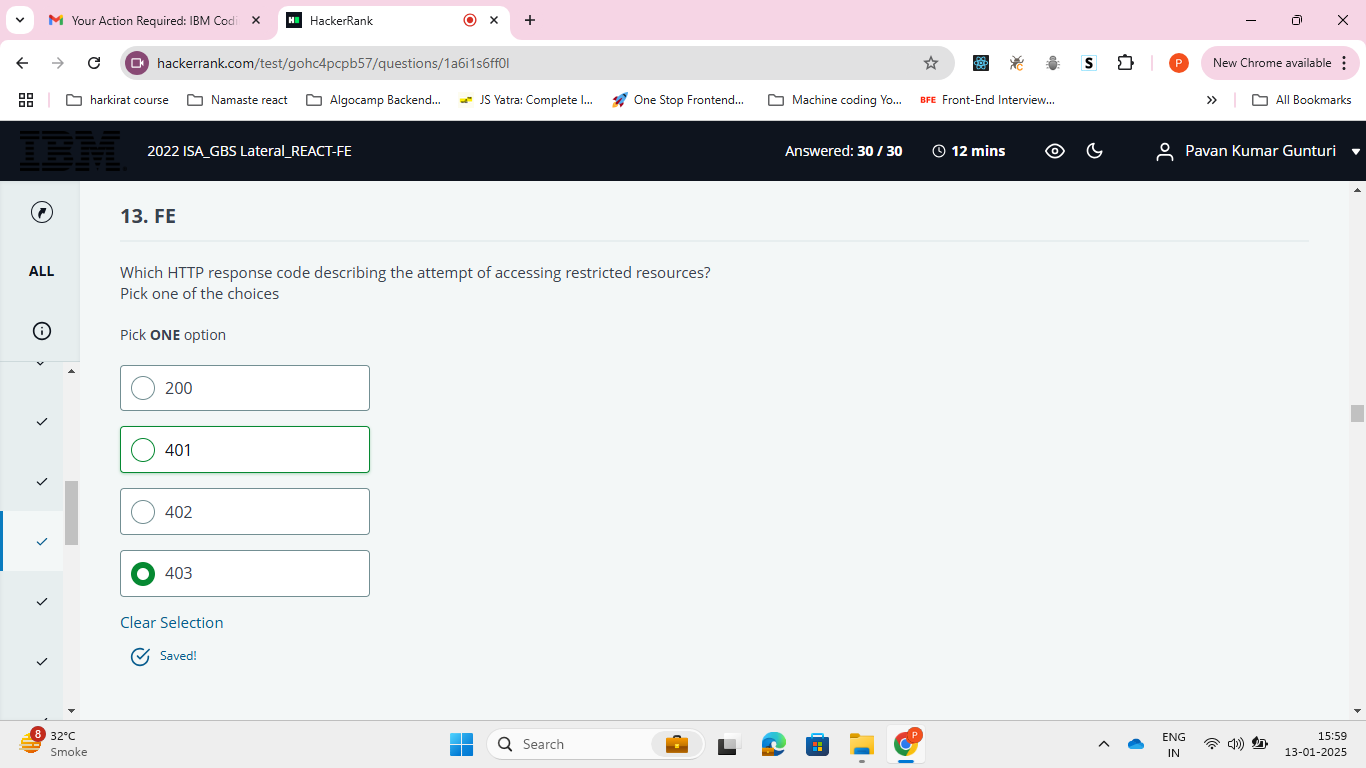 Your Action Required: IBM Codi
HackerRank
hackerrank.com/test/gohc4pcpb57/questions/1a6i1s6ff0l
S
P
New Chrome available
harkirat course
Namaste react
Algocamp Backend...
JS Yatra: Complete I...
One Stop Frontend...
Machine coding Yo...
BFE Front-End Interview...
All Bookmarks
IBM
2022 ISA_GBS Lateral_REACT-FE
Answered: 30 / 30
12 mins
Pavan Kumar Gunturi
ALL
13. FE
Which HTTP response code describing the attempt of accessing restricted resources?
Pick one of the choices
Pick ONE option
200
401
402
403
Clear Selection
Saved!
8
32°C
Smoke
Search
P
ENG
IN
15:59
13-01-2025